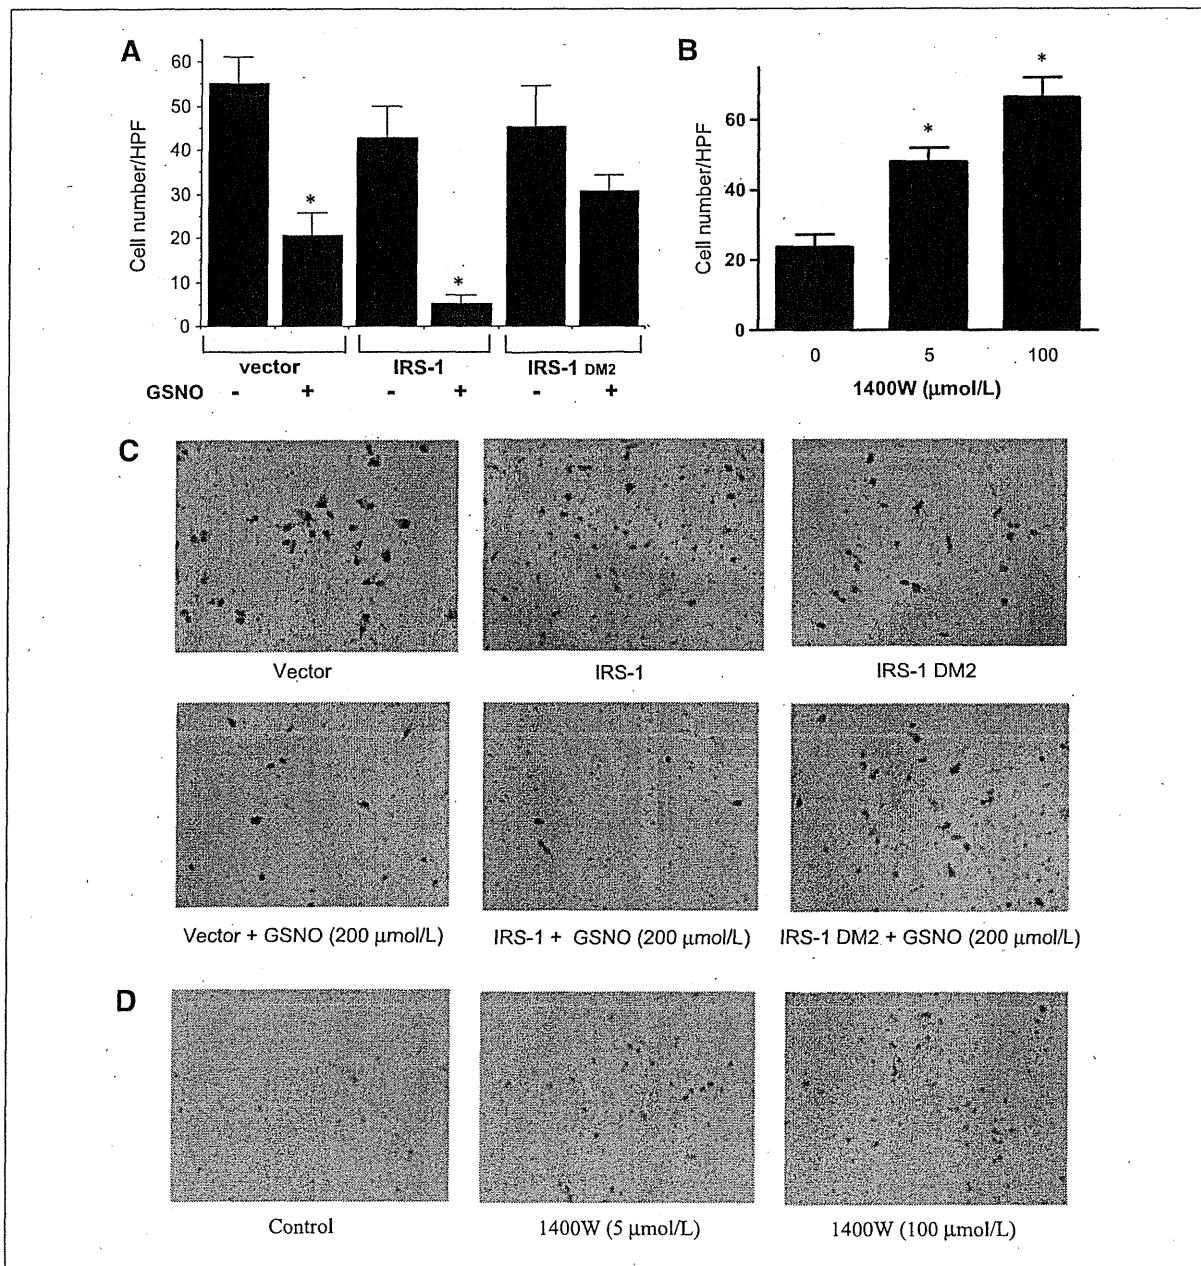 A
60
50
40
30
20
10
0
Cell number/HPF
* * 
vector IRS-1 IRS-1 DM2
GSNO - + - + - +
B
60
40
20
0
Cell number/HPF
* *
0 5 100
1400W (μmol/L)
C
Vector IRS-1 IRS-1 DM2
Vector + GSNO (200 μmol/L) IRS-1 + GSNO (200 μmol/L) IRS-1 DM2 + GSNO (200 μmol/L)
D
Control 1400W (5 μmol/L) 1400W (100 μmol/L)